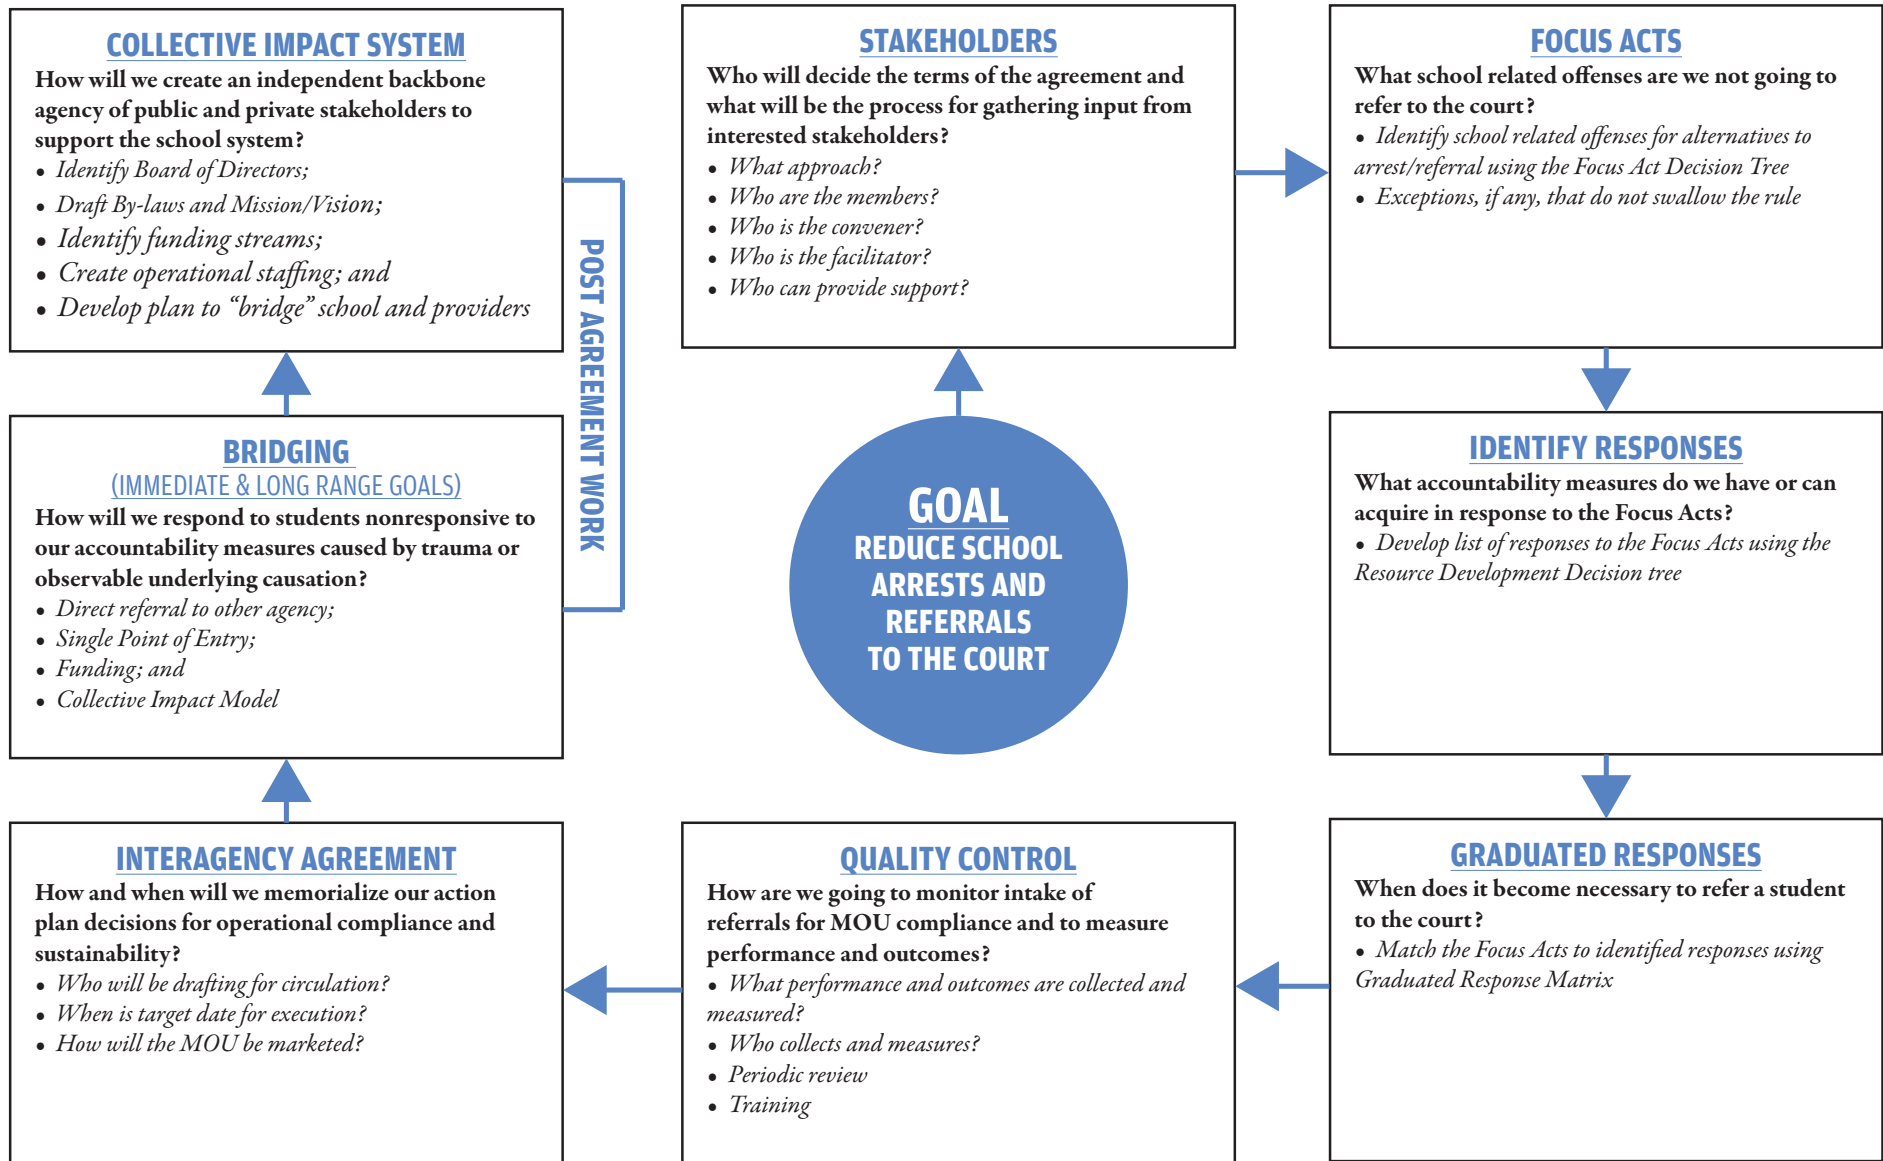 COLLECTIVE IMPACT SYSTEM
How will we create an independent backbone
agency of public and private stakeholders to
support the school system?
• Identify Board of Directors;
• Draft By-laws and Mission/Vision;
• Identify funding streams;
• Create operational staffing; and
• Develop plan to “bridge” school and providers
POST AGREEMENT WORK
STAKEHOLDERS
Who will decide the terms of the agreement and
what will be the process for gathering input from
interested stakeholders?
• What approach?
• Who are the members?
• Who is the convener?
• Who is the facilitator?
• Who can provide support?
FOCUS ACTS
What school related offenses are we not going to
refer to the court?
• Identify school related offenses for alternatives to
arrest/referral using the Focus Act Decision Tree
• Exceptions, if any, that do not swallow the rule
BRIDGING
(IMMEDIATE & LONG RANGE GOALS)
How will we respond to students nonresponsive to
our accountability measures caused by trauma or
observable underlying causation?
• Direct referral to other agency;
• Single Point of Entry;
• Funding; and
• Collective Impact Model
GOAL
REDUCE SCHOOL
ARRESTS AND
REFERRALS
TO THE COURT
IDENTIFY RESPONSES
What accountability measures do we have or can
acquire in response to the Focus Acts?
• Develop list of responses to the Focus Acts using the
Resource Development Decision tree
INTERAGENCY AGREEMENT
How and when will we memorialize our action
plan decisions for operational compliance and
sustainability?
• Who will be drafting for circulation?
• When is target date for execution?
• How will the MOU be marketed?
QUALITY CONTROL
How are we going to monitor intake of
referrals for MOU compliance and to measure
performance and outcomes?
• What performance and outcomes are collected and
measured?
• Who collects and measures?
• Periodic review
• Training
GRADUATED RESPONSES
When does it become necessary to refer a student
to the court?
• Match the Focus Acts to identified responses using
Graduated Response Matrix